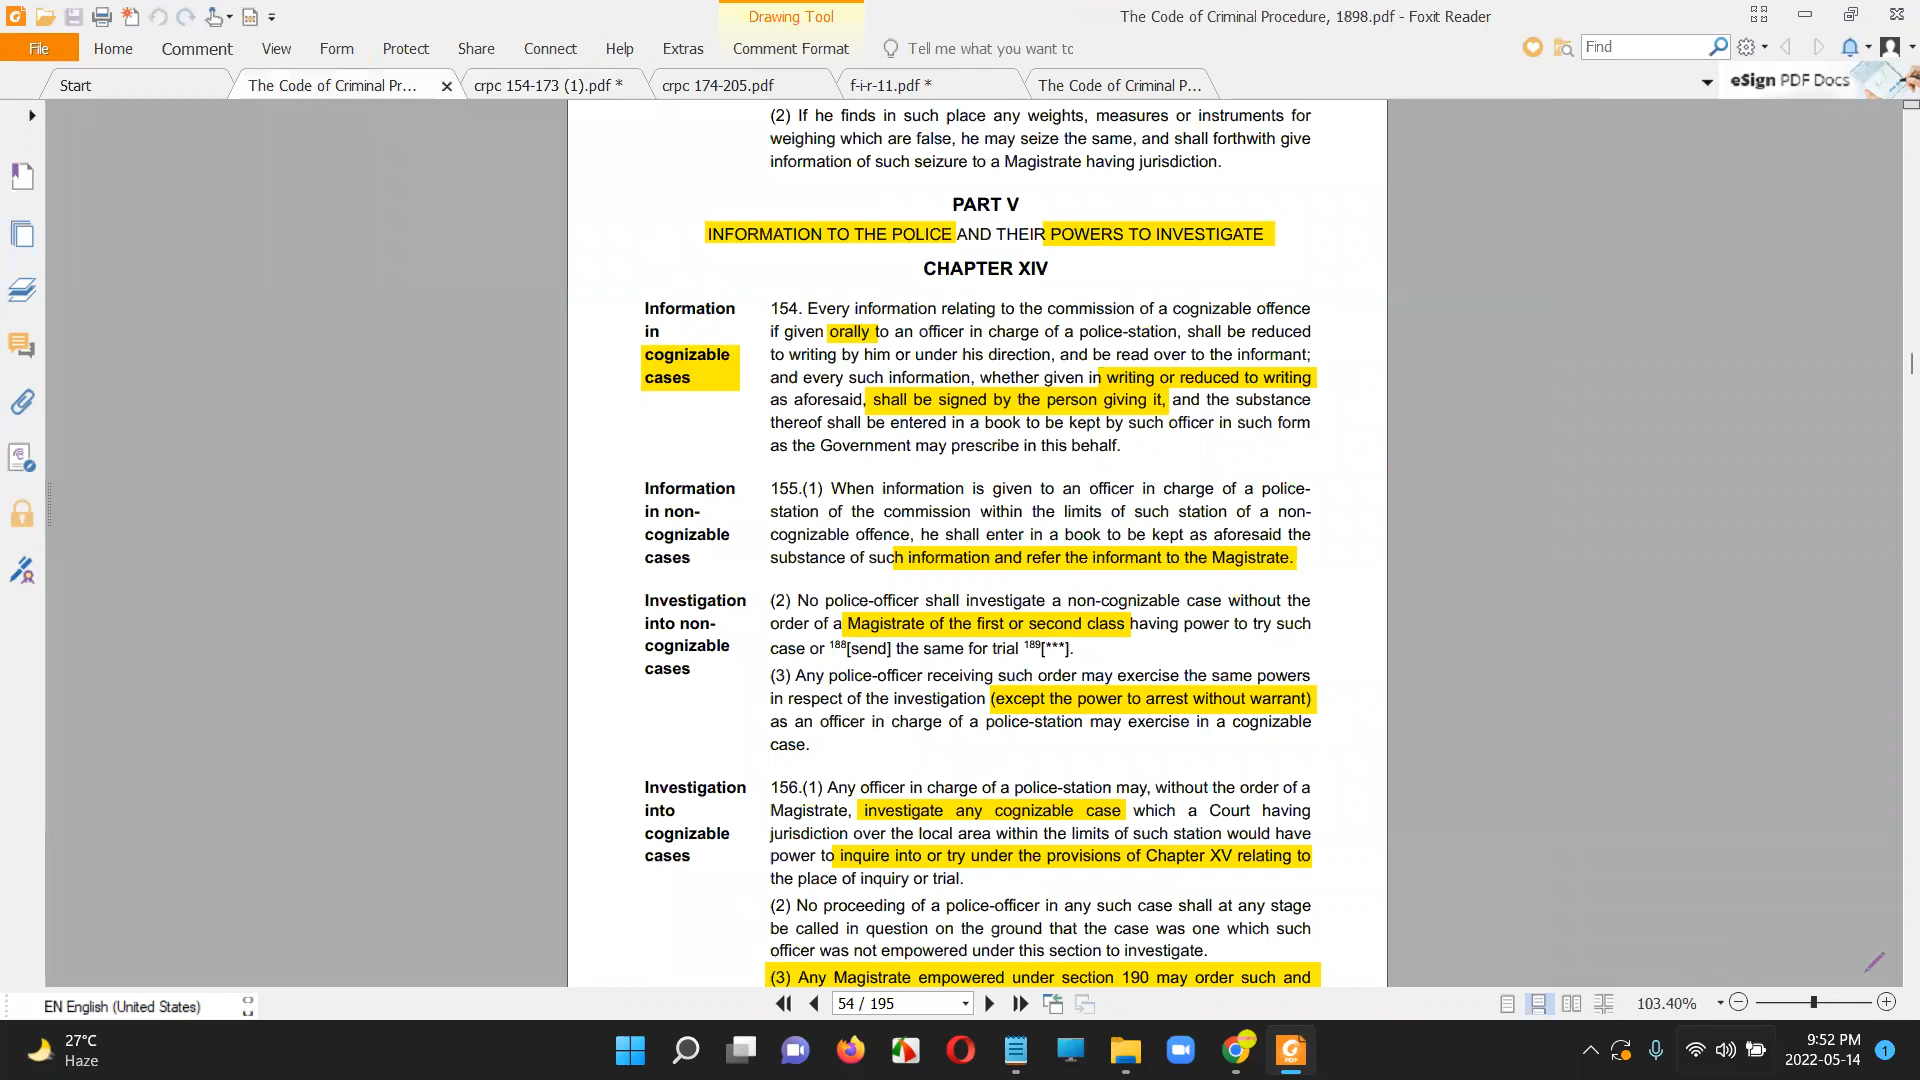 Drawing Tool
The Code of Criminal Procedure, 1898.pdf - Foxit Reader
File
Home
Comment
View
Form
Protect
Share
Connect
Help
Extras
Comment Format
Tell me what you want to
Find
Start
The Code of Criminal Pr...
crpc 154-173 (1).pdf *
crpc 174-205.pdf
f-i-r-11.pdf *
The Code of Criminal P...
eSign PDF Docs
(2) If he finds in such place any weights, measures or instruments for
weighing which are false, he may seize the same, and shall forthwith give
information of such seizure to a Magistrate having jurisdiction.
PART V
INFORMATION TO THE POLICE AND THEIR POWERS TO INVESTIGATE
CHAPTER XIV
Information
in
cognizable
cases
154. Every information relating to the commission of a cognizable offence
if given orally to an officer in charge of a police-station, shall be reduced
to writing by him or under his direction, and be read over to the informant;
and every such information, whether given in writing or reduced to writing
as aforesaid, shall be signed by the person giving it, and the substance
thereof shall be entered in a book to be kept by such officer in such form
as the Government may prescribe in this behalf.
Information
in non-
cognizable
cases
155.(1) When information is given to an officer in charge of a police-
station of the commission within the limits of such station of a non-
cognizable offence, he shall enter in a book to be kept as aforesaid the
substance of such information and refer the informant to the Magistrate.
Investigation
into non-
cognizable
cases
(2) No police-officer shall investigate a non-cognizable case without the
order of a Magistrate of the first or second class having power to try such
case or 188[send] the same for trial 189[***].
(3) Any police-officer receiving such order may exercise the same powers
in respect of the investigation (except the power to arrest without warrant)
as an officer in charge of a police-station may exercise in a cognizable
case.
Investigation
into
cognizable
cases
156.(1) Any officer in charge of a police-station may, without the order of a
Magistrate, investigate any cognizable case which a Court having
jurisdiction over the local area within the limits of such station would have
power to inquire into or try under the provisions of Chapter XV relating to
the place of inquiry or trial.
(2) No proceeding of a police-officer in any such case shall at any stage
be called in question on the ground that the case was one which such
officer was not empowered under this section to investigate.
(3) Any Magistrate empowered under section 190 may order such and
EN English (United States)
54 / 195
103.40%
27°C
Haze
9:52 PM
2022-05-14
1